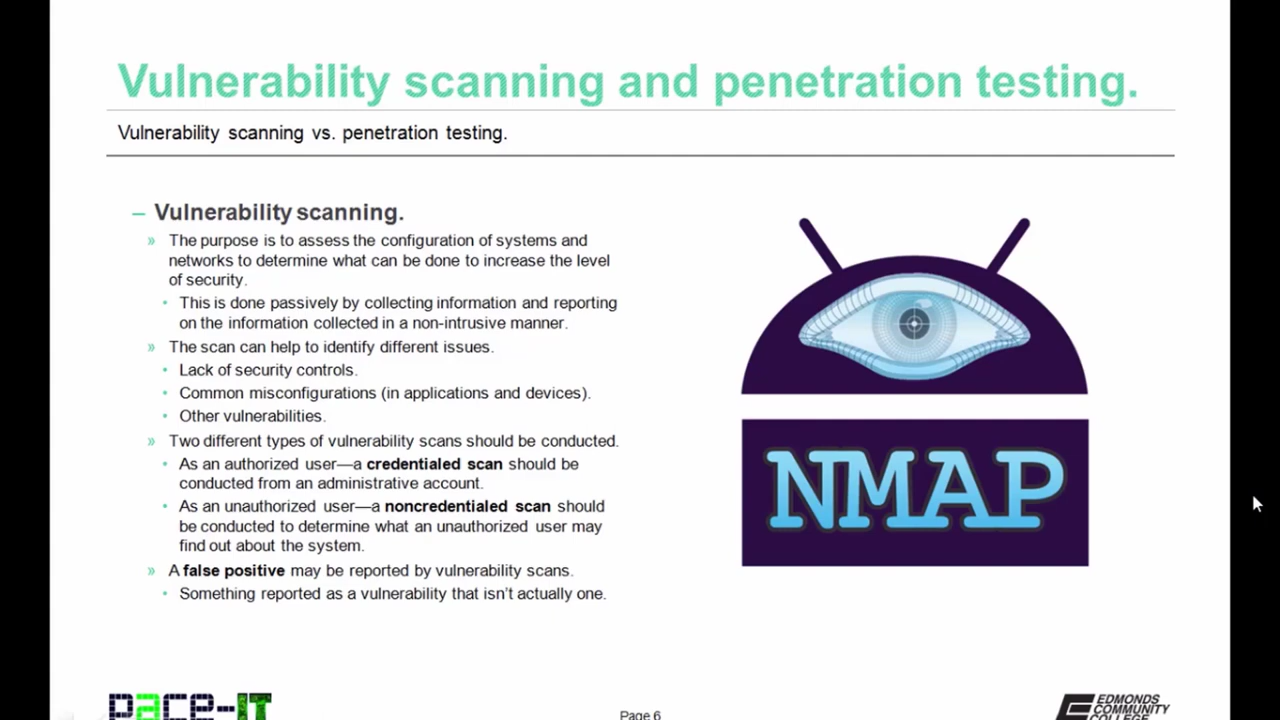 Vulnerability scanning and penetration testing.
Vulnerability scanning vs. penetration testing.
– Vulnerability scanning.
» The purpose is to assess the configuration of systems and
networks to determine what can be done to increase the level
of security.
• This is done passively by collecting information and reporting
on the information collected in a non-intrusive manner.
» The scan can help to identify different issues.
• Lack of security controls.
• Common misconfigurations (in applications and devices).
• Other vulnerabilities.
» Two different types of vulnerability scans should be conducted.
• As an authorized user—a credentialed scan should be
conducted from an administrative account.
• As an unauthorized user—a noncredentialed scan should
be conducted to determine what an unauthorized user may
find out about the system.
» A false positive may be reported by vulnerability scans.
• Something reported as a vulnerability that isn't actually one.
NMAP
PACE-IT
Page 6
EDMONDS
COMMUNITY
COLLEGE